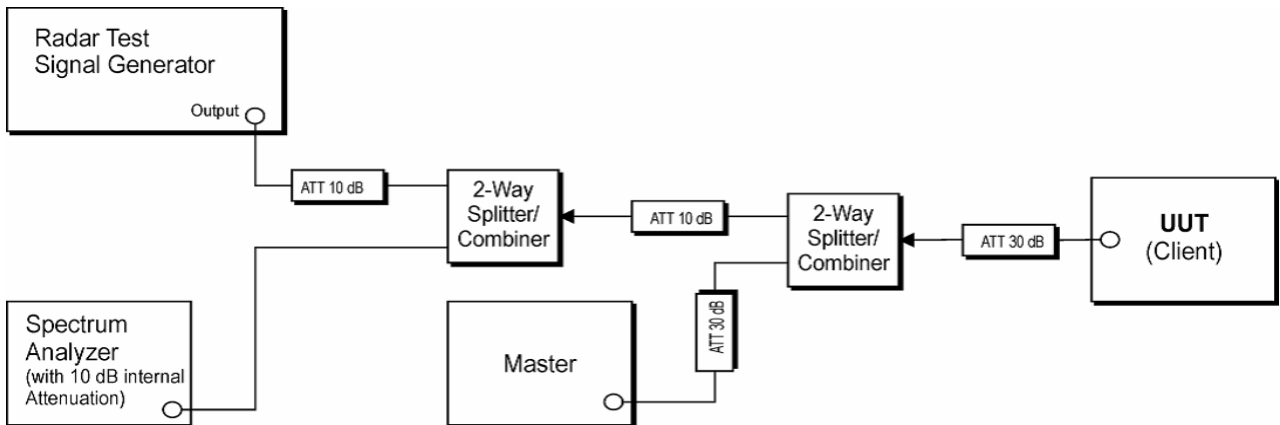 Radar Test
Signal Generator
Output
ATT 10 dB
2-Way
Splitter/
Combiner
ATT 10 dB
2-Way
Splitter/
Combiner
ATT 30 dB
UUT
(Client)
Spectrum
Analyzer
(with 10 dB internal
Attenuation)
Master
ATT 30 dB